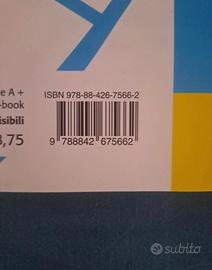 ISBN 978-88-426-7566-2
e A +
-book
isibili
3,75
9 788842 675662
subito